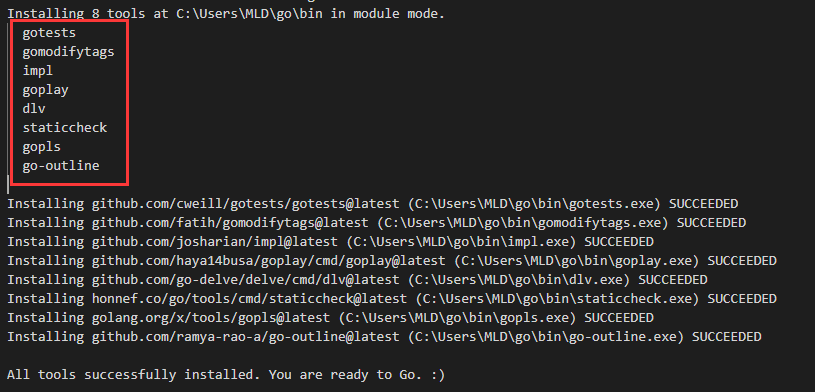 Installing 8 tools at C:\Users\MLD\go\bin in module mode.
gotests
gomodifytags
impl
goplay
dlv
staticcheck
gopls
go-outline
Installing github.com/cweill/gotests/gotests@latest (C:\Users\MLD\go\bin\gotests.exe) SUCCEEDED
Installing github.com/fatih/gomodifytags@latest (C:\Users\MLD\go\bin\gomodifytags.exe) SUCCEEDED
Installing github.com/josharian/impl@latest (C:\Users\MLD\go\bin\impl.exe) SUCCEEDED
Installing github.com/haya14busa/goplay/cmd/goplay@latest (C:\Users\MLD\go\bin\goplay.exe) SUCCEEDED
Installing github.com/go-delve/delve/cmd/dlv@latest (C:\Users\MLD\go\bin\dlv.exe) SUCCEEDED
Installing honnef.co/go/tools/cmd/staticcheck@latest (C:\Users\MLD\go\bin\staticcheck.exe) SUCCEEDED
Installing golang.org/x/tools/gopls@latest (C:\Users\MLD\go\bin\gopls.exe) SUCCEEDED
Installing github.com/ramya-rao-a/go-outline@latest (C:\Users\MLD\go\bin\go-outline.exe) SUCCEEDED
All tools successfully installed. You are ready to Go. :)